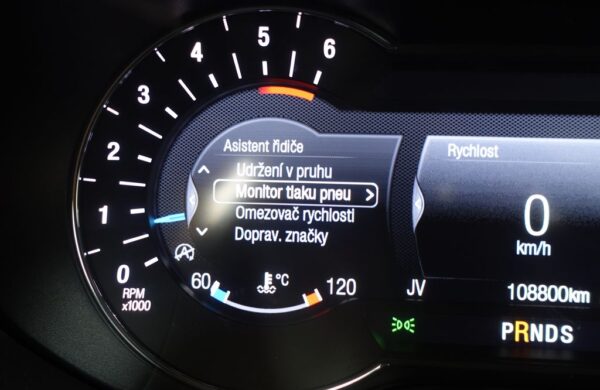 6
5
4
3
2
1
0
RPM
x1000
Asistent řidiče
Udržení v pruhu
Monitor tlaku pneu
Omezovač rychlosti
Doprav. značky
60 °C 120
Rychlost
0
km/h
JV 108800km
PRNDS